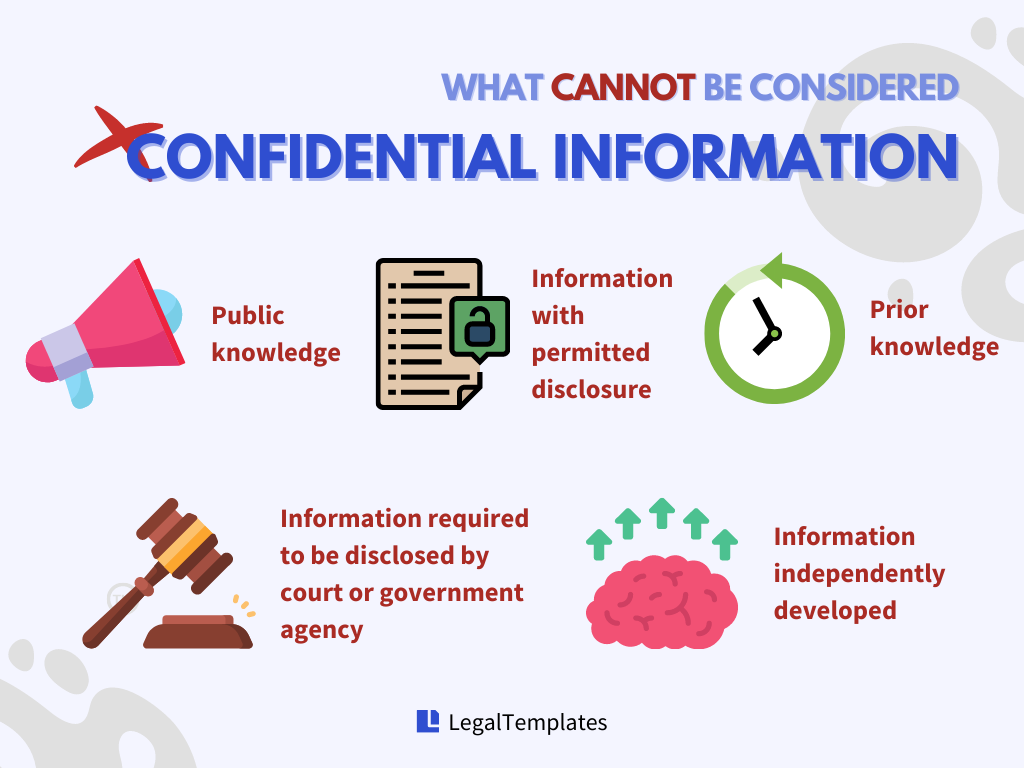 WHAT CANNOT BE CONSIDERED
CONFIDENTIAL INFORMATION
Public
knowledge
Information
with
permitted
disclosure
Prior
knowledge
Information required
to be disclosed by
court or government
agency
Information
independently
developed
LegalTemplates